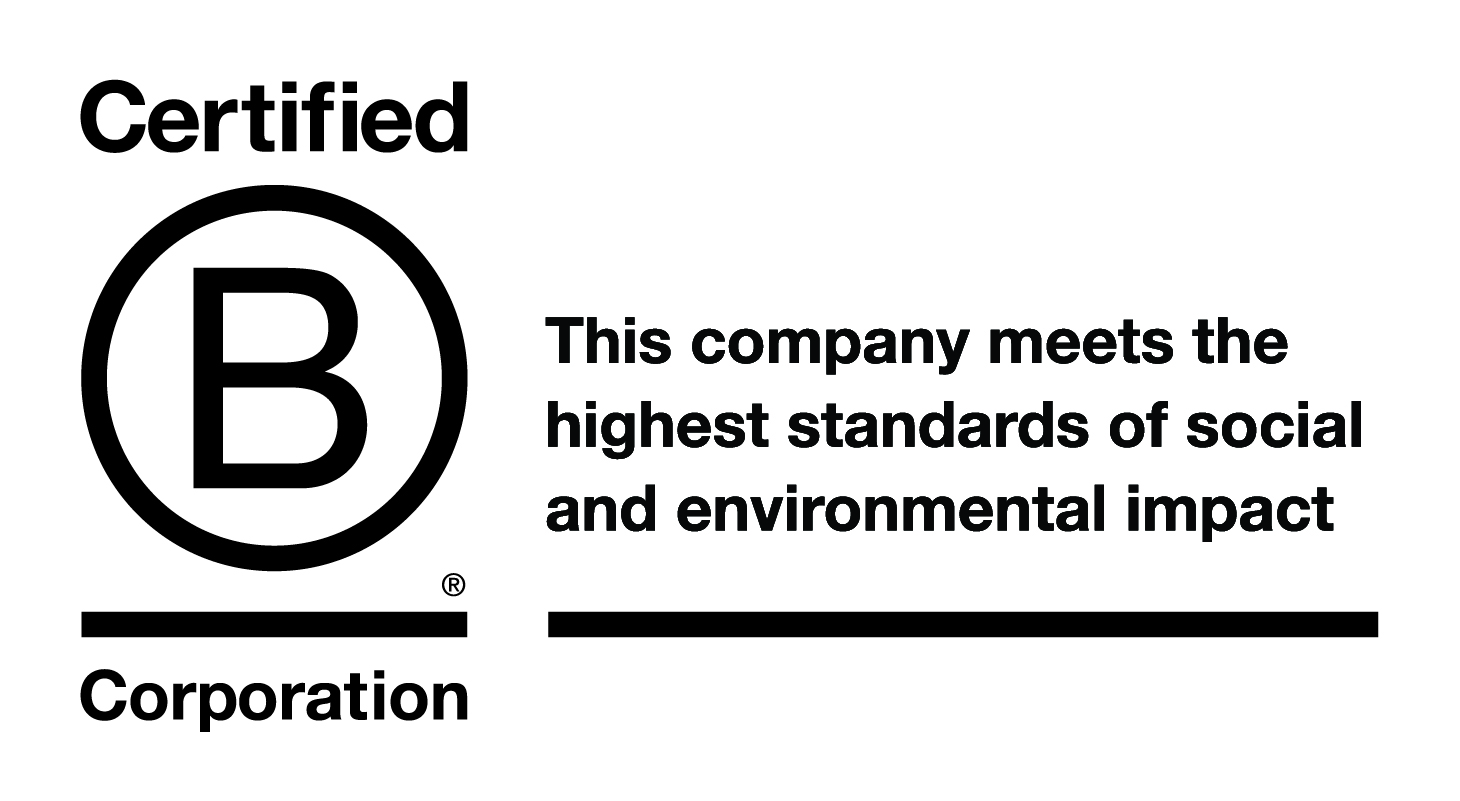 Certified
B
®
Corporation
This company meets the
highest standards of social
and environmental impact